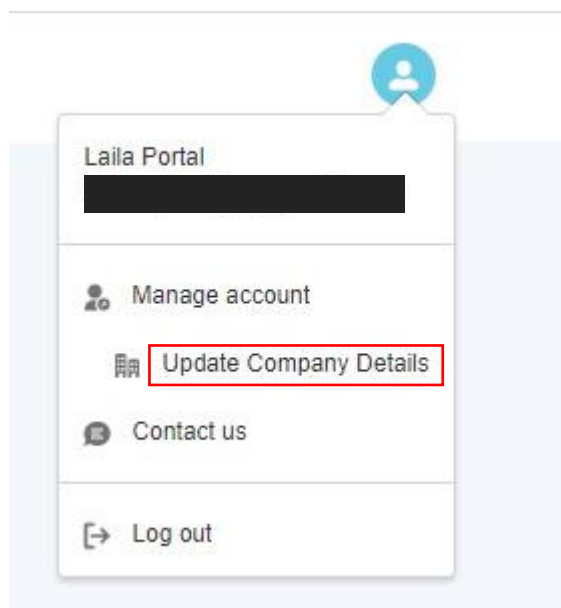 Laila Portal
Manage account
Update Company Details
Contact us
Log out